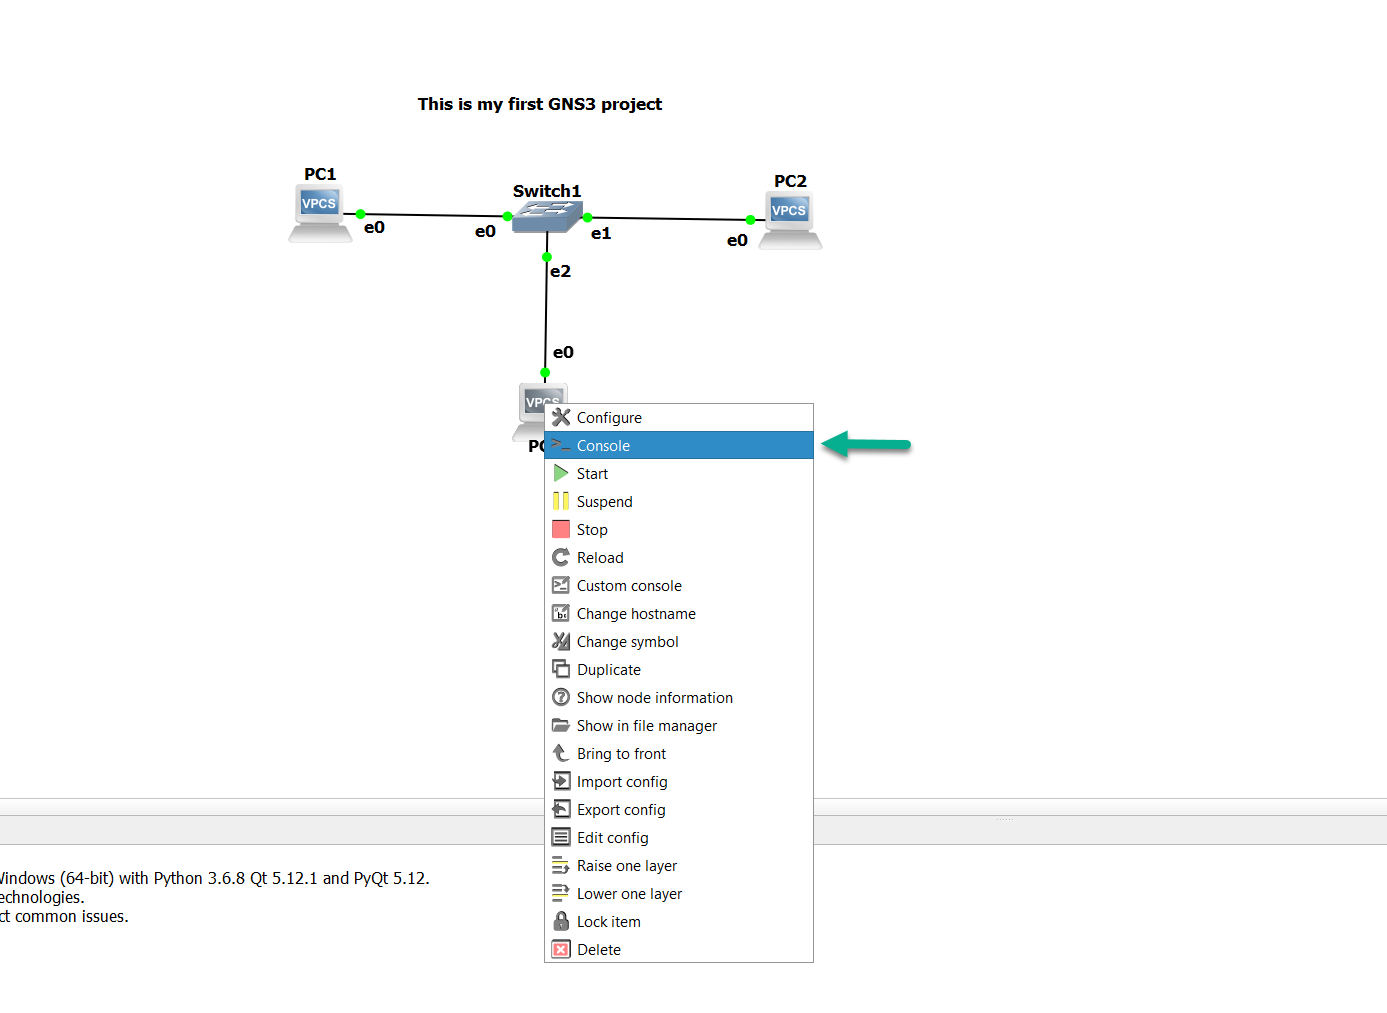 This is my first GNS3 project
PC1
VPCS
e0
e0
Switch1
e1
e2
PC2
VPCS
e0
e0
VPCS
Configure
Console
Start
Suspend
Stop
Reload
Custom console
Change hostname
Change symbol
Duplicate
Show node information
Show in file manager
Bring to front
Import config
Export config
Edit config
Raise one layer
Lower one layer
Lock item
Delete
Windows (64-bit) with Python 3.6.8 Qt 5.12.1 and PyQt 5.12.
echnologies.
ct common issues.